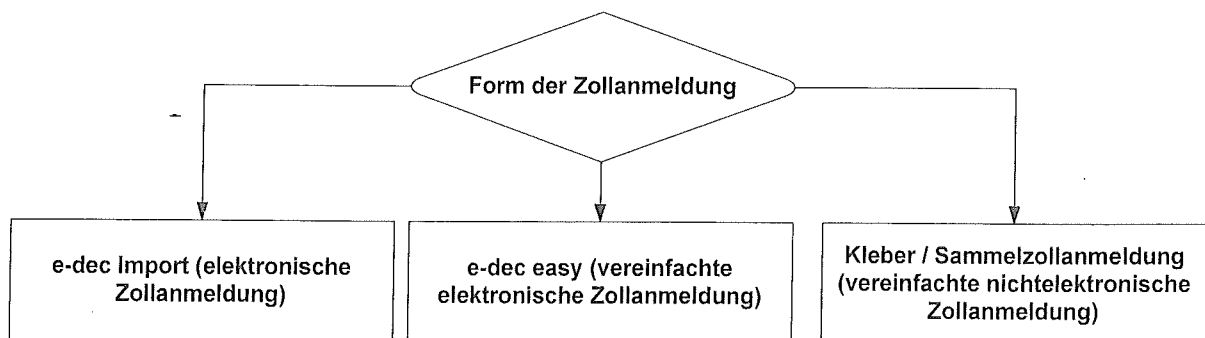 Form der Zollanmeldung
e-dec Import (elektronische
Zollanmeldung)
e-dec easy (vereinfachte
elektronische Zollanmeldung)
Kleber / Sammelzollanmeldung
(vereinfachte nichtelektronische
Zollanmeldung)